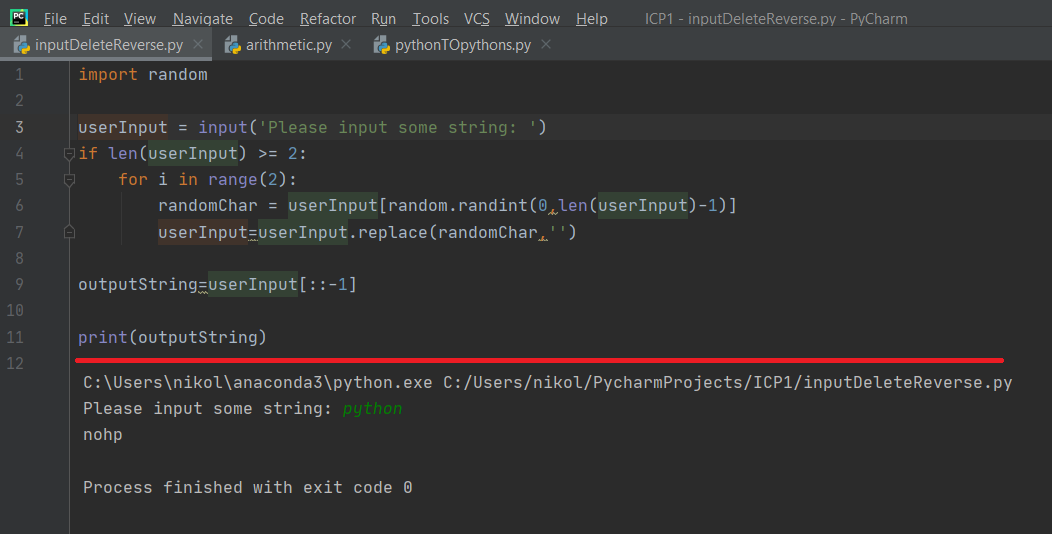 PC File Edit View Navigate Code Refactor Run Tools VCS Window Help ICP1 - inputDeleteReverse.py - PyCharm
inputDeleteReverse.py arithmetic.py pythonTOpythons.py
1 import random
2
3 userInput = input('Please input some string: ')
4 if len(userInput) >= 2:
5     for i in range(2):
6         randomChar = userInput[random.randint(0,len(userInput)-1)]
7         userInput=userInput.replace(randomChar,'')
8
9 outputString=userInput[::-1]
10
11 print(outputString)
12
C:\Users\nikol\anaconda3\python.exe C:/Users/nikol/PycharmProjects/ICP1/inputDeleteReverse.py
Please input some string: python
nohp
Process finished with exit code 0